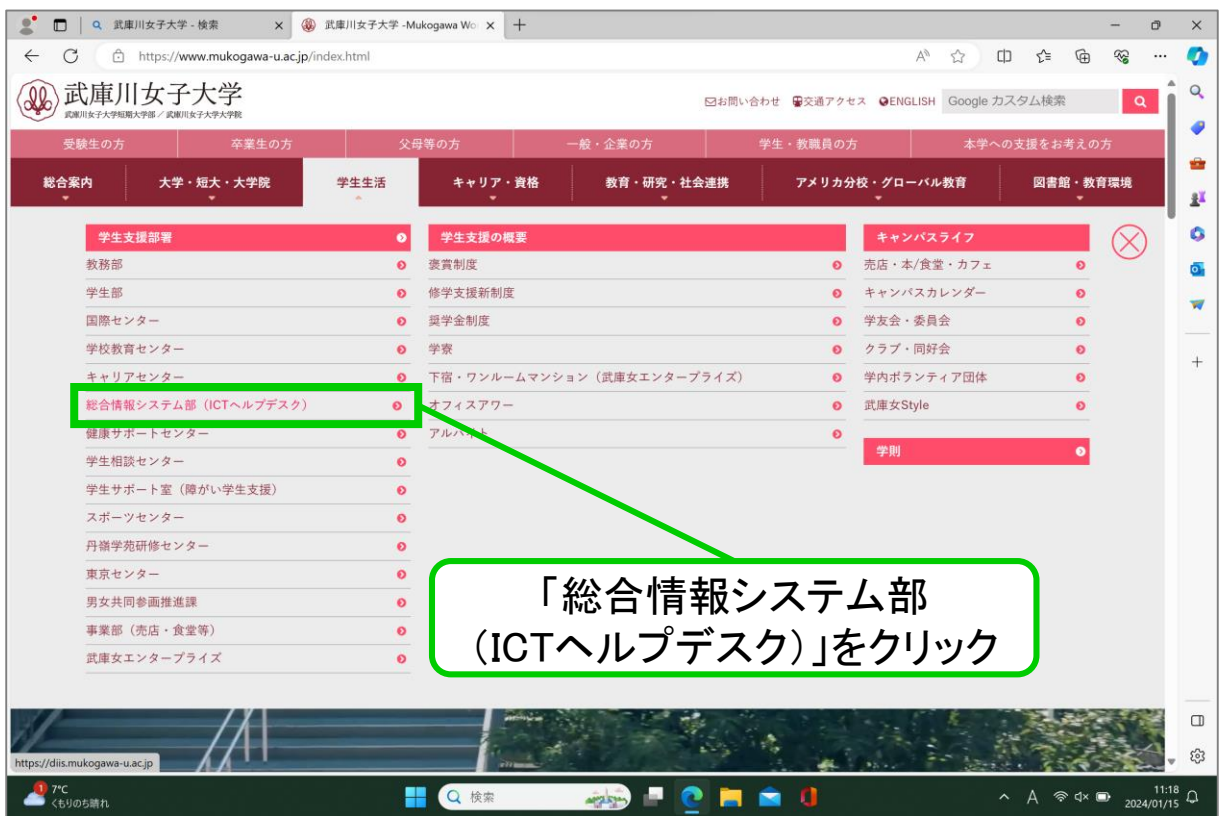 武庫川女子大学 - 検索
武庫川女子大学 -Mukogawa Wo
https://www.mukogawa-u.ac.jp/index.html
武庫川女子大学
武庫川女子大学短期大学部／武庫川女子大学大学院
お問い合わせ 交通アクセス ENGLISH Google カスタム検索
受験生の方 卒業生の方 父母等の方 一般・企業の方 学生・教職員の方 本学への支援をお考えの方
総合案内 大学・短大・大学院 学生生活 キャリア・資格 教育・研究・社会連携 アメリカ分校・グローバル教育 図書館・教育環境
学生支援部署
教務部
学生部
国際センター
学校教育センター
キャリアセンター
総合情報システム部（ICTヘルプデスク）
健康サポートセンター
学生相談センター
学生サポート室（障がい学生支援）
スポーツセンター
丹嶺学苑研修センター
東京センター
男女共同参画推進課
事業部（売店・食堂等）
武庫女エンタープライズ
学生支援の概要
褒賞制度
修学支援新制度
奨学金制度
学寮
下宿・ワンルームマンション（武庫女エンタープライズ）
オフィスアワー
アルバイト
キャンパスライフ
売店・本/食堂・カフェ
キャンパスカレンダー
学友会・委員会
クラブ・同好会
学内ボランティア団体
武庫女Style
学則
「総合情報システム部
（ICTヘルプデスク）」をクリック
https://diis.mukogawa-u.ac.jp
1
7°C
くもりのち晴れ
検索
A
11:18
2024/01/15